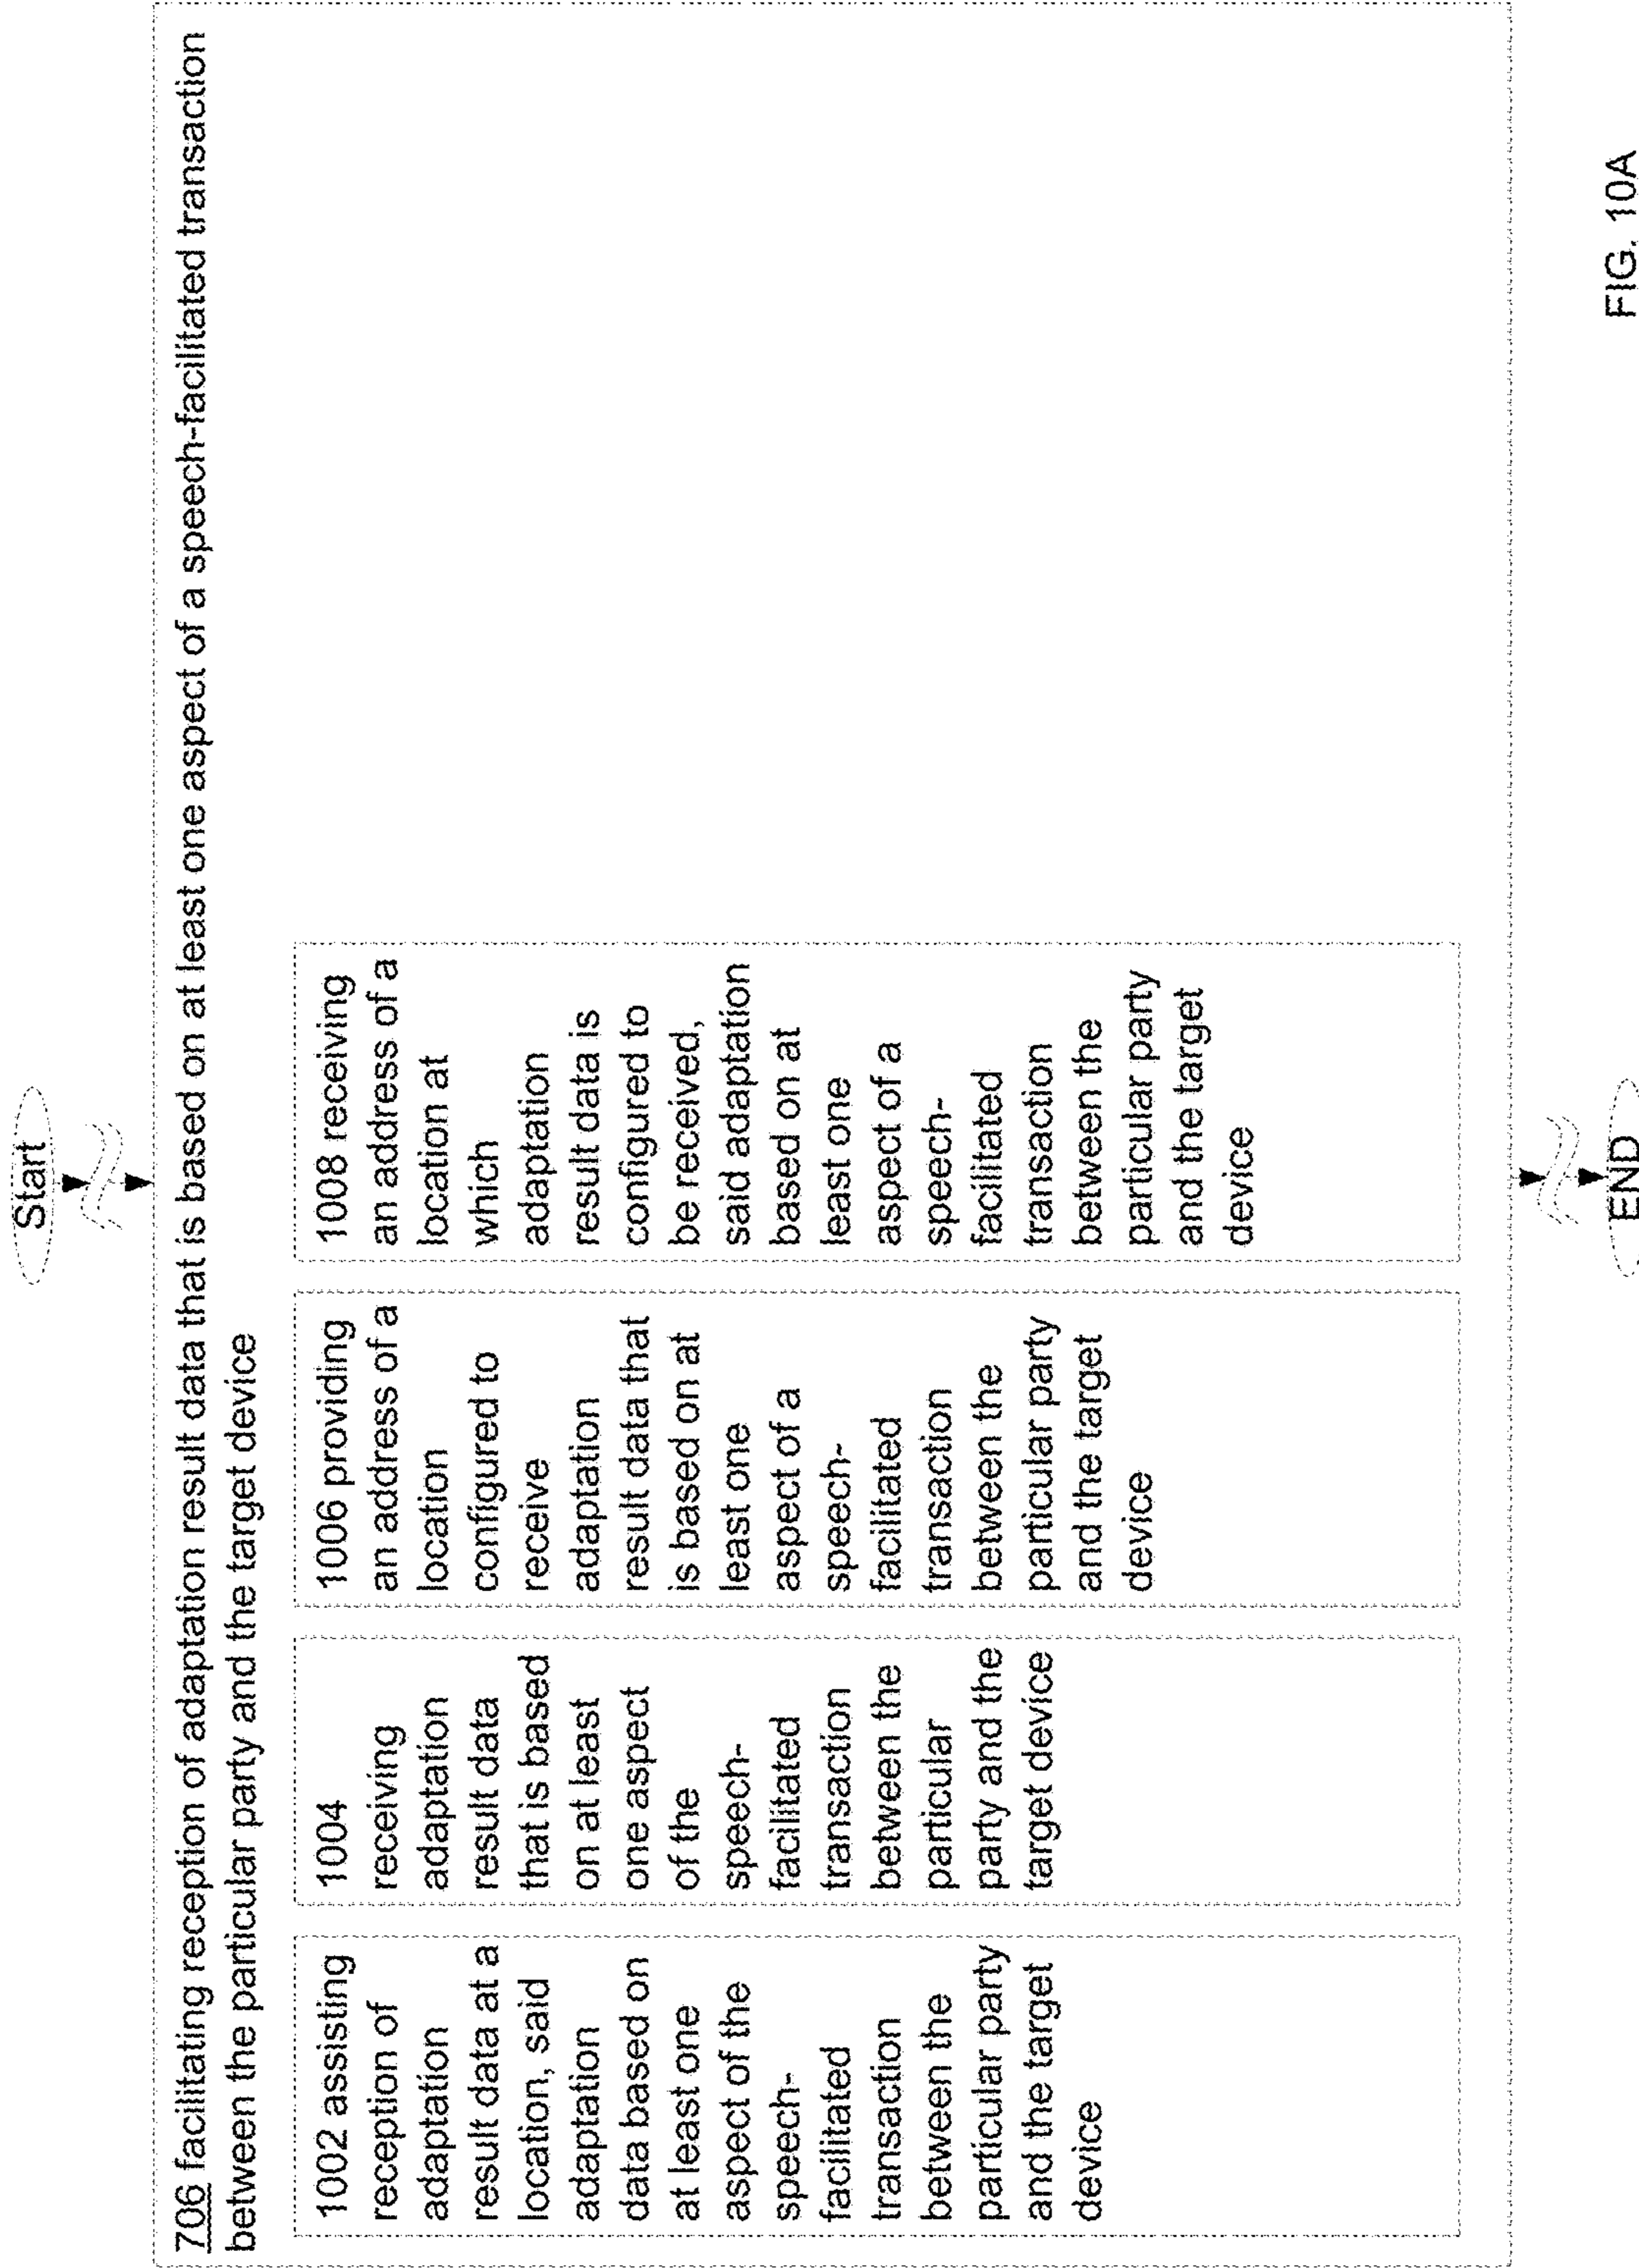 Start
706 facilitating reception of adaptation result data that is based on at least one aspect of a speech-facilitated transaction
between the particular party and the target device
1002 assisting
reception of
adaptation
result data at a
location, said
adaptation
data based on
at least one
aspect of the
speech-
facilitated
transaction
between the
particular party
and the target
device
1004
receiving
adaptation
result data
that is based
on at least
one aspect
of the
speech-
facilitated
transaction
between the
particular
party and the
target device
1006 providing
an address of a
location
configured to
receive
adaptation
result data that
is based on at
least one
aspect of a
speech-
facilitated
transaction
between the
particular party
and the target
device
1008 receiving
an address of a
location at
which
adaptation
result data is
configured to
be received,
said adaptation
based on at
least one
aspect of a
speech-
facilitated
transaction
between the
particular party
and the target
device
END
FIG. 10A